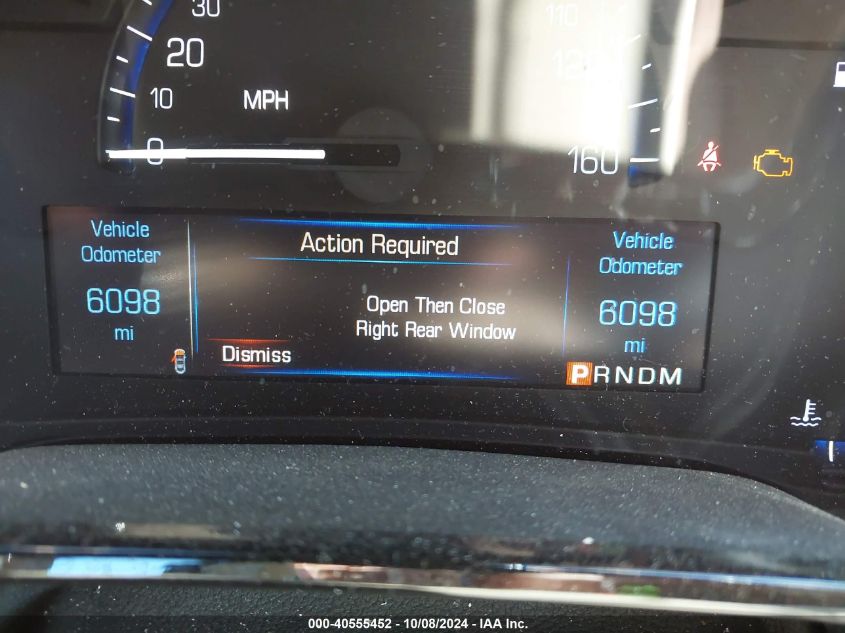 30
20
10
0
MPH
110
120
160
Vehicle
Odometer
6098
mi
Action Required
Open Then Close
Right Rear Window
Dismiss
Vehicle
Odometer
6098
mi
PRNDM
000-40555452 - 10/08/2024 - IAA Inc.